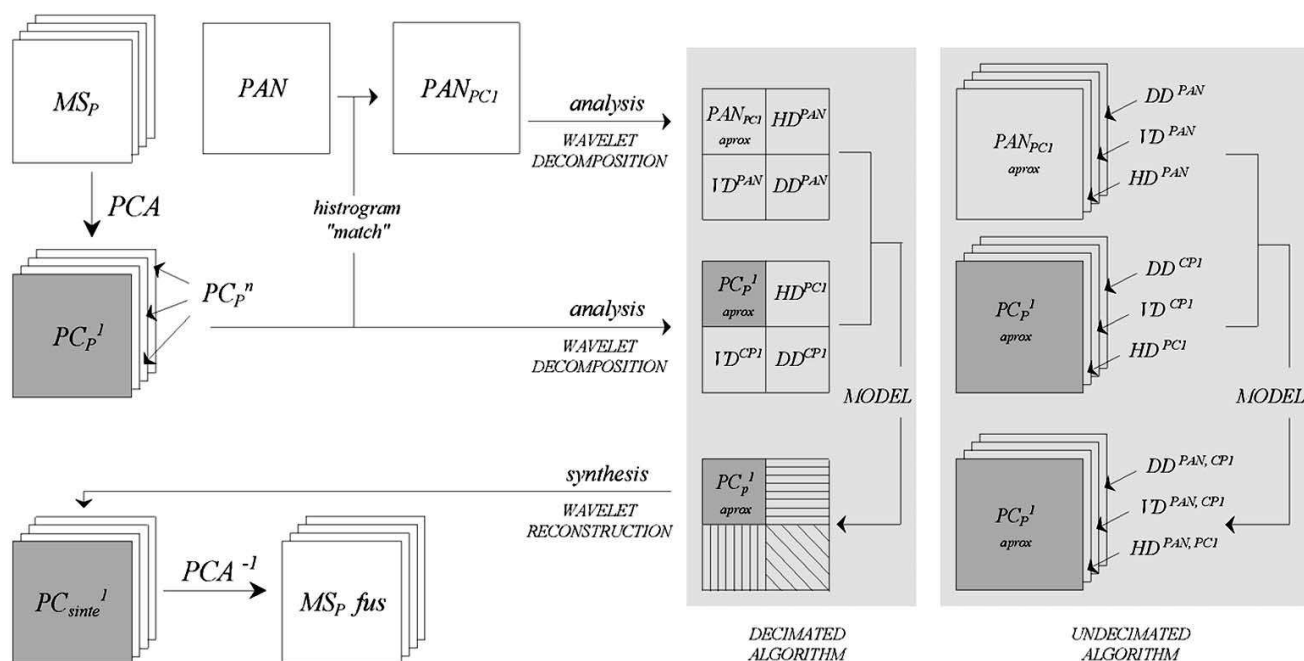 MS_P
PAN
PAN_PC1
analysis
WAVELET
DECOMPOSITION
PCA
histrogram
"match"
PC_P^1
PC_P^n
analysis
WAVELET
DECOMPOSITION
synthesis
WAVELET
RECONSTRUCTION
PC_sinte^1
PCA^-1
MS_P fus
PAN_PC1
aprox
HD^PAN
VD^PAN
DD^PAN
PC_P^1
aprox
HD^PC1
VD^CP1
DD^CP1
MODEL
PC_p^1
aprox
DECIMATED
ALGORITHM
PAN_PC1
aprox
DD^PAN
VD^PAN
HD^PAN
PC_P^1
aprox
DD^CP1
VD^CP1
HD^PC1
MODEL
PC_P^1
aprox
DD^PAN, CP1
VD^PAN, CP1
HD^PAN, PC1
UNDECIMATED
ALGORITHM